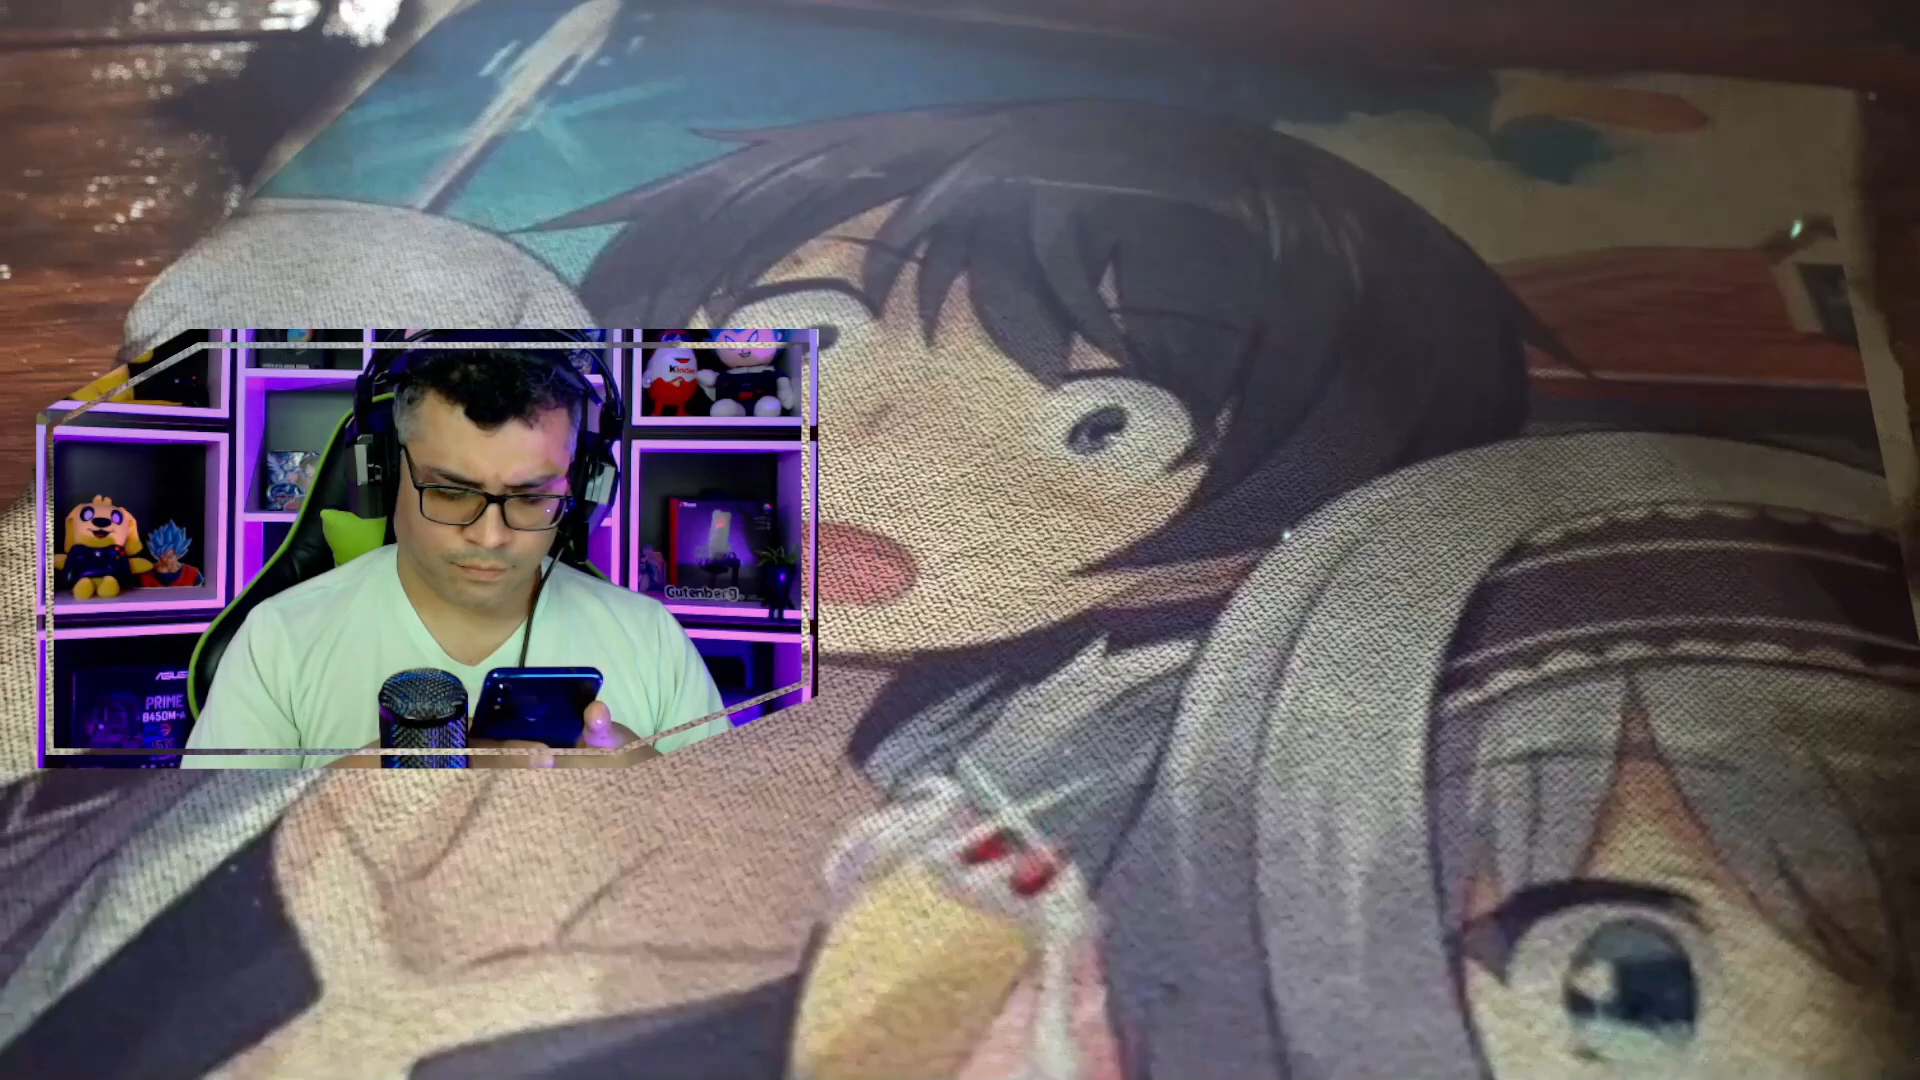 Kinder
Gutenberg
ASUS
PRIME
B450M-A